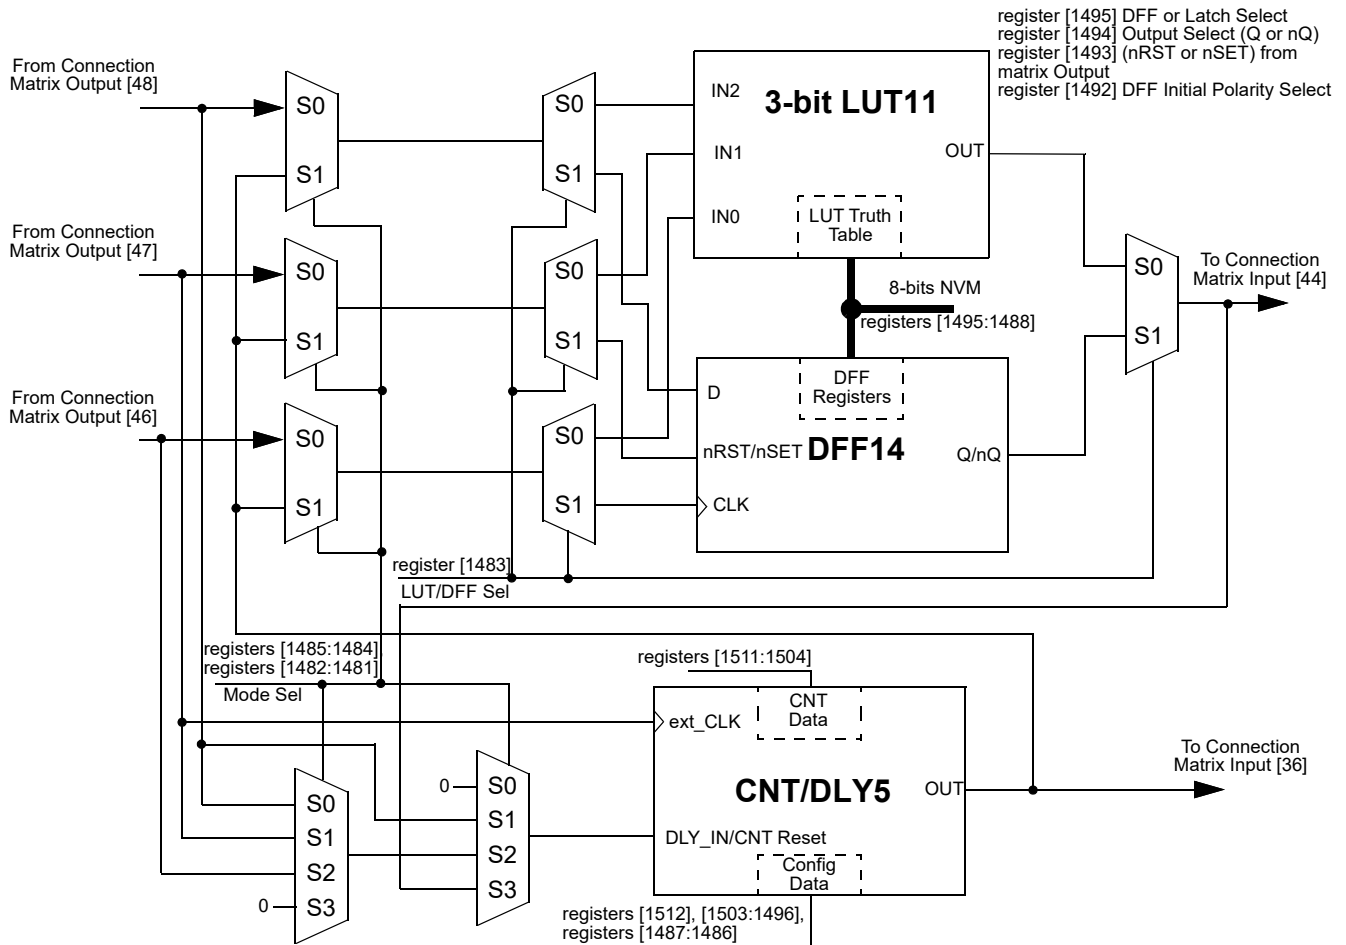 register [1495] DFF or Latch Select
register [1494] Output Select (Q or nQ)
register [1493] (nRST or nSET) from
matrix Output
register [1492] DFF Initial Polarity Select
From Connection
Matrix Output [48]
S0
S1
S0
S1
IN2
3-bit LUT11
IN1
OUT
IN0
LUT Truth
Table
From Connection
Matrix Output [47]
S0
S1
S0
S1
8-bits NVM
registers [1495:1488]
S0
S1
To Connection
Matrix Input [44]
From Connection
Matrix Output [46]
S0
S1
S0
S1
D
DFF
Registers
nRST/nSET
DFF14
Q/nQ
CLK
register [1483]
LUT/DFF Sel
registers [1485:1484],
registers [1482:1481]
Mode Sel
registers [1511:1504]
CNT
Data
ext_CLK
CNT/DLY5
OUT
To Connection
Matrix Input [36]
DLY_IN/CNT Reset
Config
Data
0
S0
S1
S2
S3
S0
S1
S2
0
S3
registers [1512], [1503:1496],
registers [1487:1486]